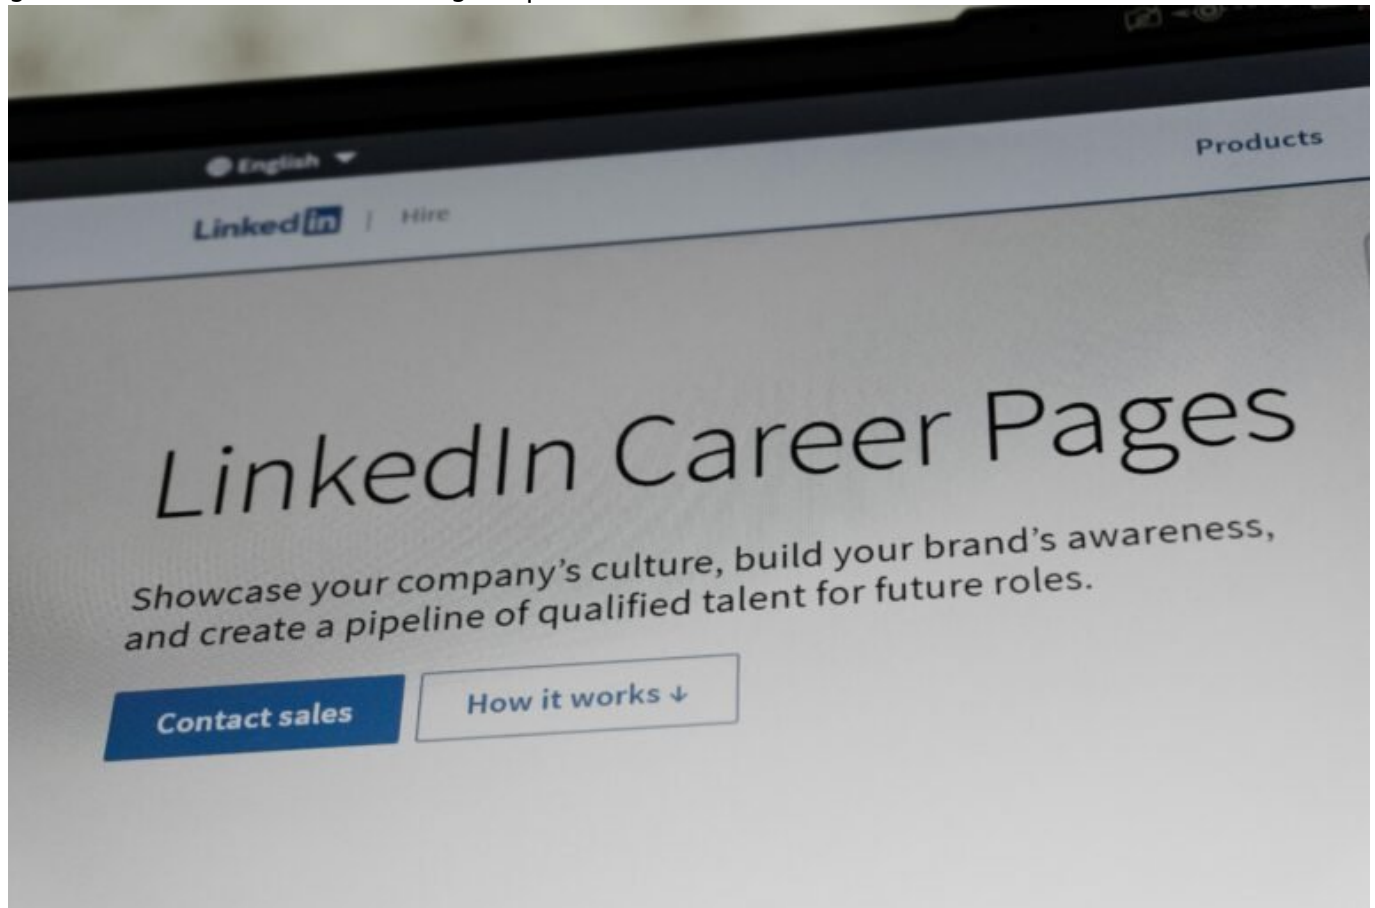 English
Products
Linkedin | Hire
LinkedIn Career Pages
Showcase your company's culture, build your brand's awareness,
and create a pipeline of qualified talent for future roles.
Contact sales
How it works ↓